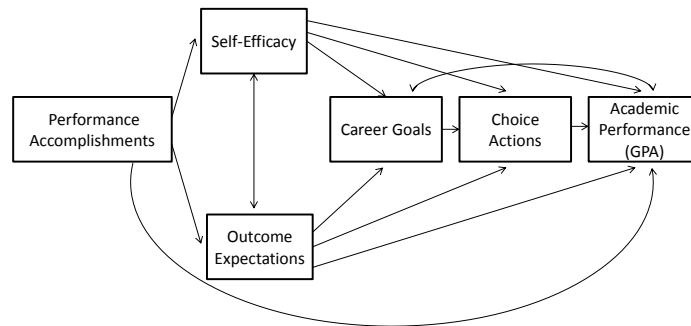 Self-Efficacy
Performance
Accomplishments
Career Goals
Choice
Actions
Academic
Performance
(GPA)
Outcome
Expectations